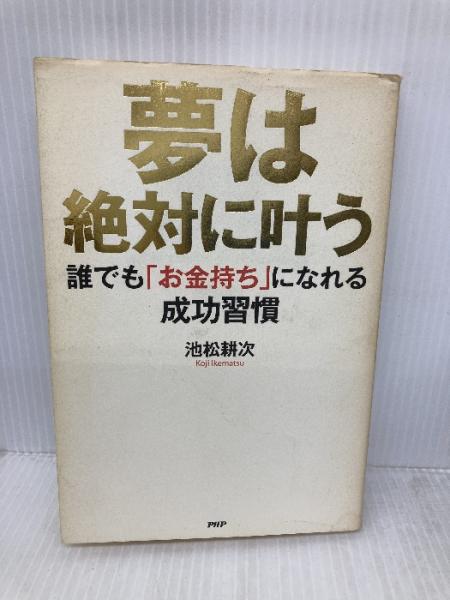 夢は
絶対に叶う
誰でも「お金持ち」になれる
成功習慣
池松耕次
Koji Ikematsu
PHP